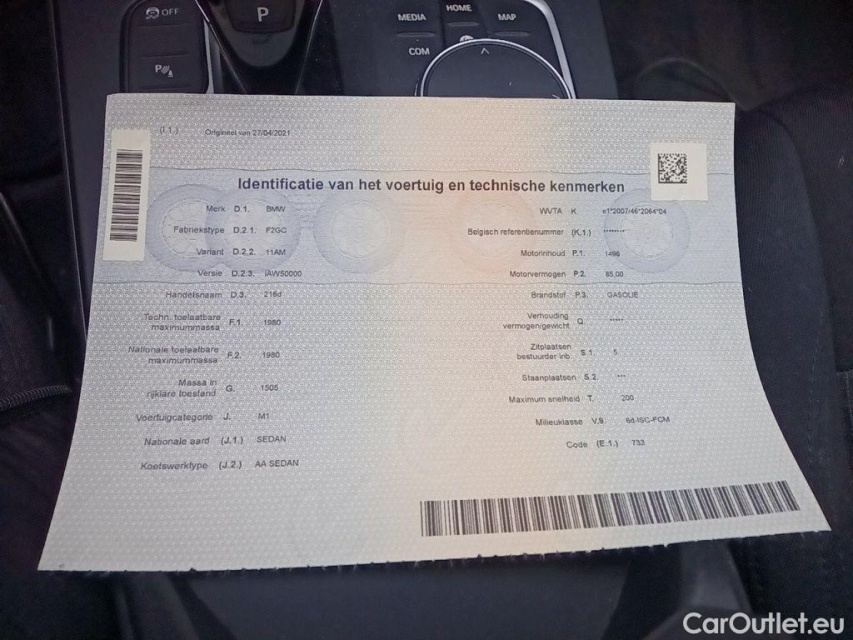 OFF
P
MEDIA
HOME
MAP
COM
P
(I.1.) Origineel van 27/04/2021
Identificatie van het voertuig en technische kenmerken
Merk D.1. BMW
Fabriekstype D.2.1. F2GC
Variant D.2.2. 11AM
Versie D.2.3. IAW50000
Handelsnaam D.3. 216d
Techn. toelaatbare
maximummassa F.1. 1980
Nationale toelaatbare
maximummassa F.2. 1980
Massa in
rijklare toestand G. 1505
Voertuigcategorie J. M1
Nationale aard (J.1.) SEDAN
Koetswerktype (J.2.) AA SEDAN
WVTA K. e1*2007/46*2064*04
Belgisch referentienummer (K.1.) -------
Motorinhoud P.1. 1496
Motorvermogen P.2. 85,00
Brandstof P.3. GASOLIE
Verhouding
vermogen/gewicht Q. -----
Zitplaatsen
bestuurder inb. S.1. 5
Staanplaatsen S.2. ---
Maximum snelheid T. 200
Milieuklasse V.9. 6d-ISC-FCM
Code (E.1.) 733
CarOutlet.eu